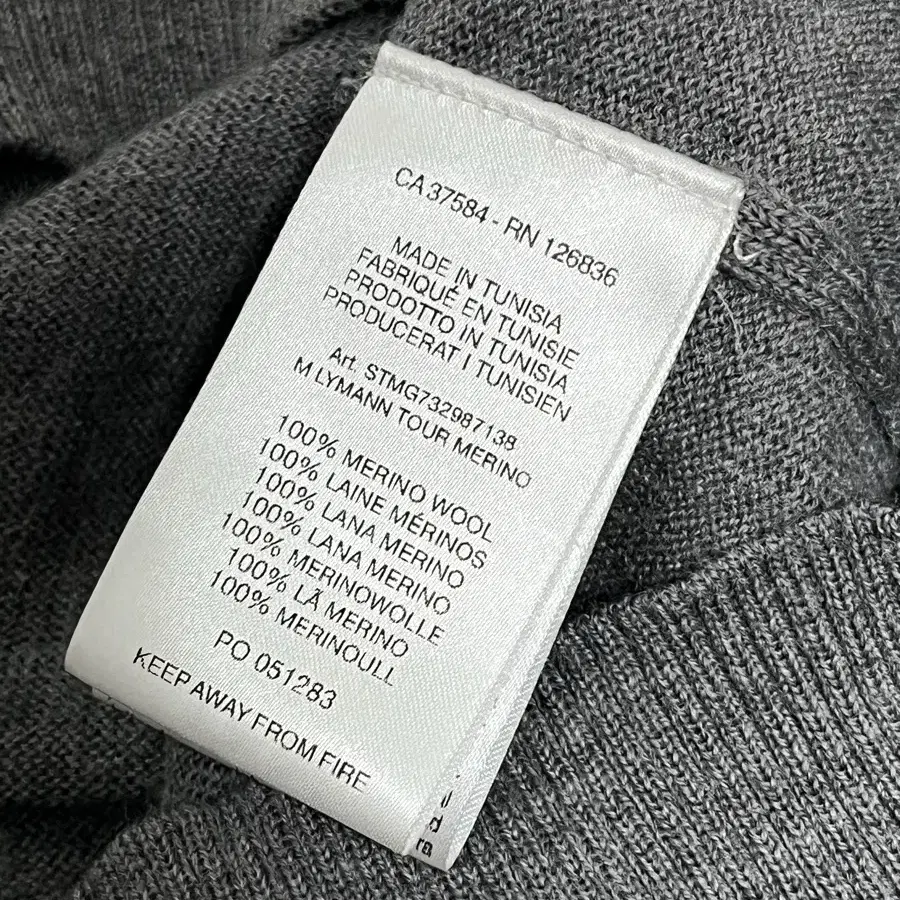 CA 37584 - RN 126836
MADE IN TUNISIA
FABRIQUÉ EN TUNISIE
PRODOTTO IN TUNISIA
PRODUCERAT I TUNISIEN
Art. STMG732987138
M LYMANN TOUR MERINO
100% MERINO WOOL
100% LAINE MÉRINOS
100% LANA MERINO
100% LANA MERINO
100% MERINOWOLLE
100% LÃ MERINO
100% MERINOULL
PO 051283
KEEP AWAY FROM FIRE